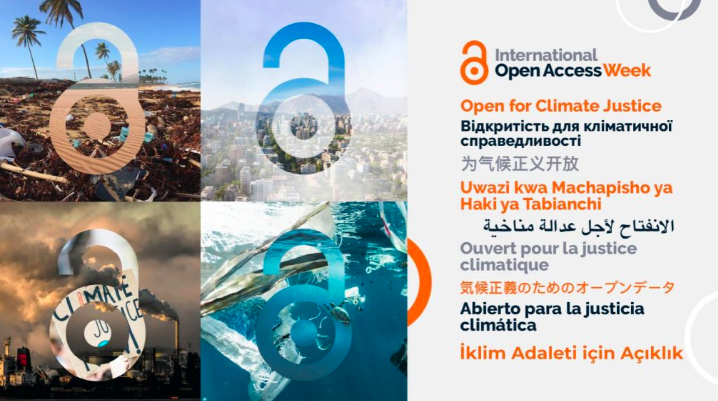 International
Open Access Week
Open for Climate Justice
Відкритість для кліматичної
справедливості
为气候正义开放
Uwazi kwa Machapisho ya
Haki ya Tabianchi
الانفتاح لأجل عدالة مناخية
Ouvert pour la justice
climatique
気候正義のためのオープンデータ
Abierto para la justicia
climática
İklim Adaleti için Açıklık
CLIMATE